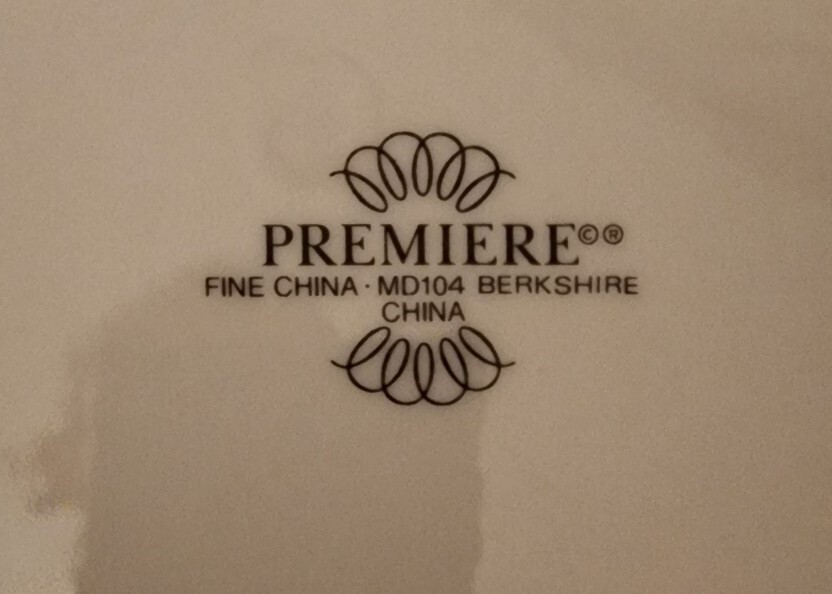 PREMIERE©®
FINE CHINA · MD104 BERKSHIRE
CHINA